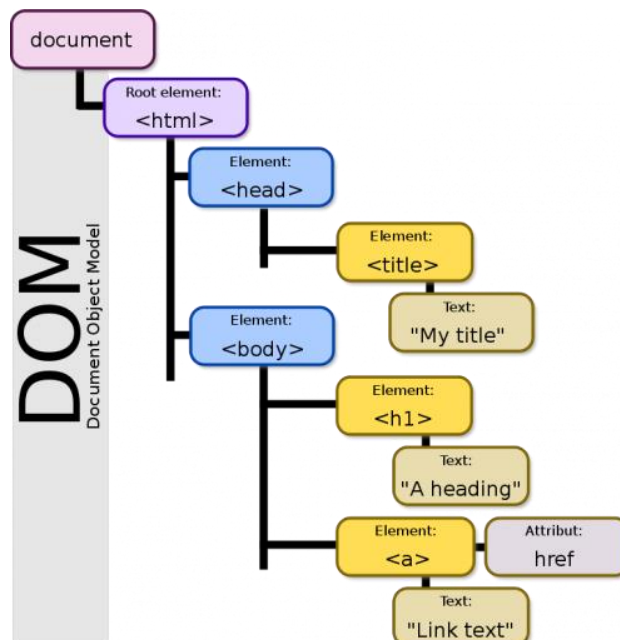 document
Root element:
<html>
Element:
<head>
Element:
<title>
Text:
"My title"
Element:
<body>
Element:
<h1>
Text:
"A heading"
Element:
<a>
Attribut:
href
Text:
"Link text"
DOM
Document Object Model